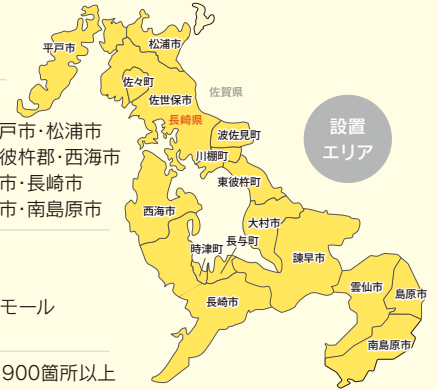 平戸市
松浦市
佐々町
佐世保市
佐賀県
長崎県
波佐見町
川棚町
東彼杵町
設置
エリア
戸市・松浦市
彼杵郡・西海市
市・長崎市
市・南島原市
西海市
大村市
長与町
時津町
諫早市
長崎市
雲仙市
島原市
南島原市
モール
900箇所以上